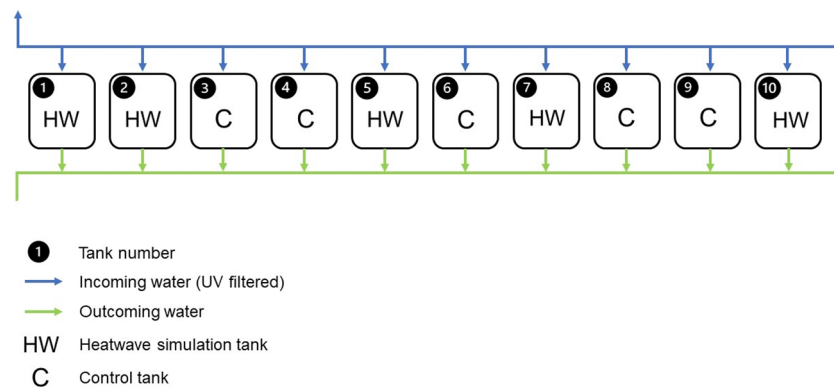 1 2 3 4 5 6 7 8 9 10
HW HW C C HW C HW C C HW
1 Tank number
Incoming water (UV filtered)
Outcoming water
HW Heatwave simulation tank
C Control tank